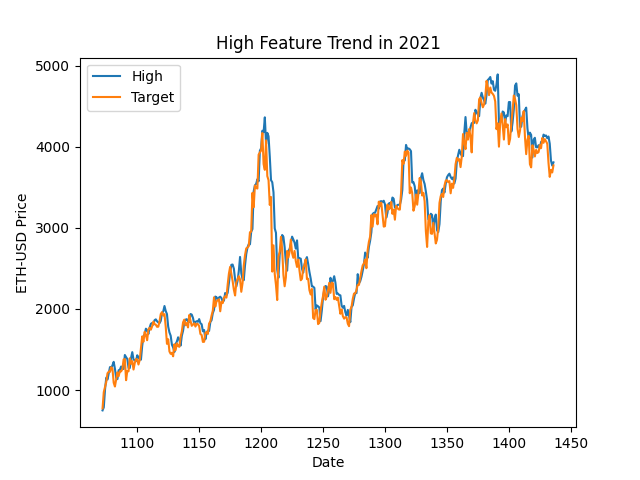 High Feature Trend in 2021
High
Target
5000
4000
3000
2000
1000
ETH-USD Price
1100 1150 1200 1250 1300 1350 1400 1450
Date